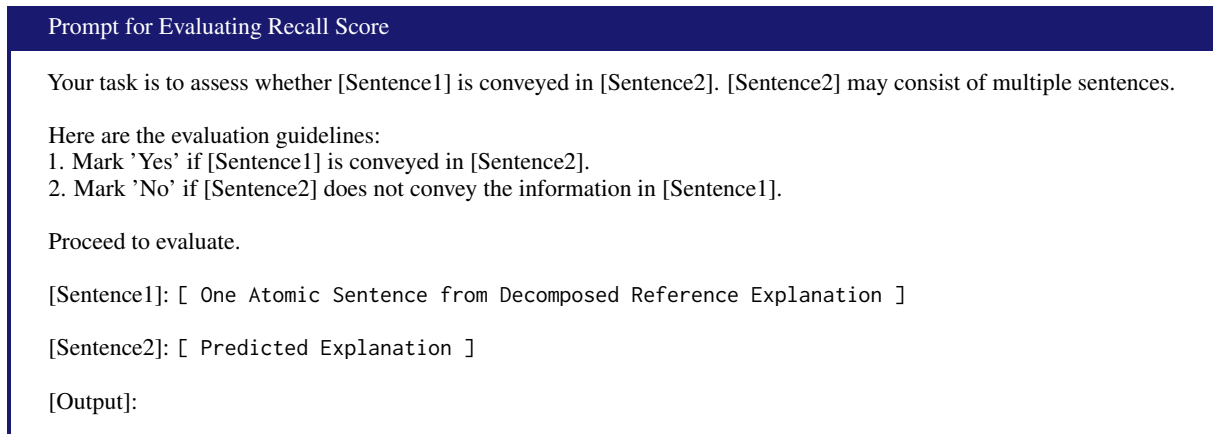 Prompt for Evaluating Recall Score
Your task is to assess whether [Sentence1] is conveyed in [Sentence2]. [Sentence2] may consist of multiple sentences.
Here are the evaluation guidelines:
1. Mark ’Yes’ if [Sentence1] is conveyed in [Sentence2].
2. Mark ’No’ if [Sentence2] does not convey the information in [Sentence1].
Proceed to evaluate.
[Sentence1]: [ One Atomic Sentence from Decomposed Reference Explanation ]
[Sentence2]: [ Predicted Explanation ]
[Output]: